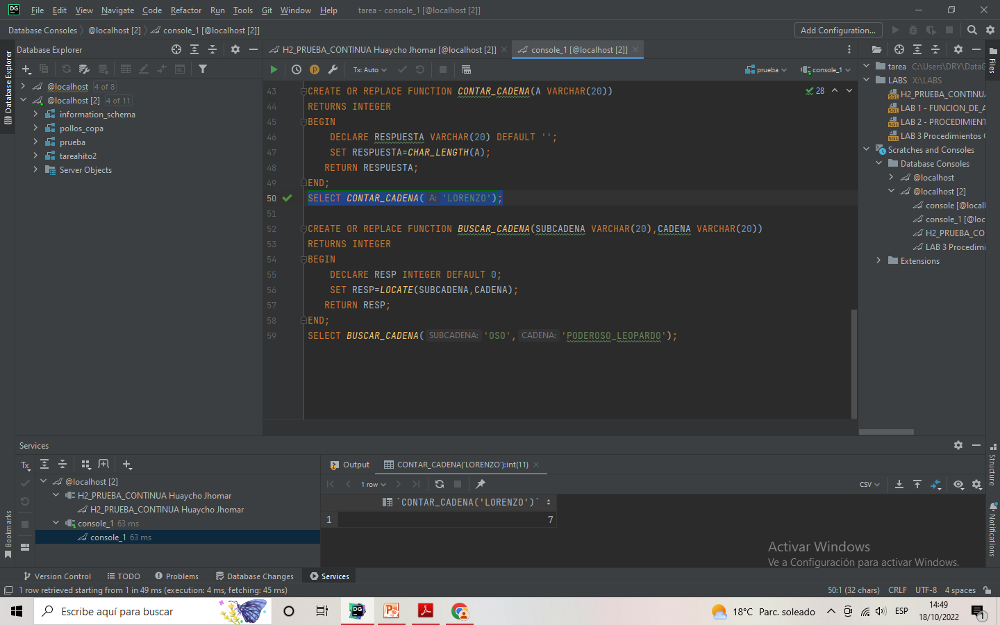 DG File Edit View Navigate Code Refactor Run Tools Git Window Help tarea - console_1 [@localhost [2]]
Database Consoles @localhost [2] console_1 [@localhost [2]] Add Configuration...
Database Explorer
H2_PRUEBA_CONTINUA Huaycho Jhomar [@localhost [2]] console_1 [@localhost [2]]
Tx: Auto prueba console_1
@localhost 4 of 8
@localhost [2] 4 of 11
information_schema
pollos_copa
prueba
tareahito2
Server Objects
43 CREATE OR REPLACE FUNCTION CONTAR_CADENA(A VARCHAR(20)) 28
44 RETURNS INTEGER
45 BEGIN
46 DECLARE RESPUESTA VARCHAR(20) DEFAULT '';
47 SET RESPUESTA=CHAR_LENGTH(A);
48 RETURN RESPUESTA;
49 END;
50 SELECT CONTAR_CADENA( A: 'LORENZO');
51
52 CREATE OR REPLACE FUNCTION BUSCAR_CADENA(SUBCADENA VARCHAR(20),CADENA VARCHAR(20))
53 RETURNS INTEGER
54 BEGIN
55 DECLARE RESP INTEGER DEFAULT 0;
56 SET RESP=LOCATE(SUBCADENA,CADENA);
57 RETURN RESP;
58 END;
59 SELECT BUSCAR_CADENA( SUBCADENA: 'OSO', CADENA: 'PODEROSO_LEOPARDO');
tarea C:\Users\DRY\DataG
LABS X:\LABS
H2_PRUEBA_CONTINUA
LAB 1 - FUNCION_DE_A
LAB 2 - PROCEDIMIENT
LAB 3 Procedimientos
Scratches and Consoles
Database Consoles
@localhost
@localhost [2]
console [@local
console_1 [@loc
H2_PRUEBA_CO
LAB 3 Procedimi
Extensions
Database Explorer
Bookmarks
Files
Structure
Notifications
Services
Tx
@localhost [2]
H2_PRUEBA_CONTINUA Huaycho Jhomar
H2_PRUEBA_CONTINUA Huaycho Jhomar
console_1 63 ms
console_1 63 ms
Output CONTAR_CADENA('LORENZO'):int(11)
1 row CSV
`CONTAR_CADENA('LORENZO')`
1 7
Activar Windows
Ve a Configuración para activar Windows.
Version Control TODO Problems Database Changes Services
1 row retrieved starting from 1 in 49 ms (execution: 4 ms, fetching: 45 ms) 50:1 (32 chars) CRLF UTF-8 4 spaces
Escribe aquí para buscar
18°C Parc. soleado ESP
14:49
18/10/2022
1